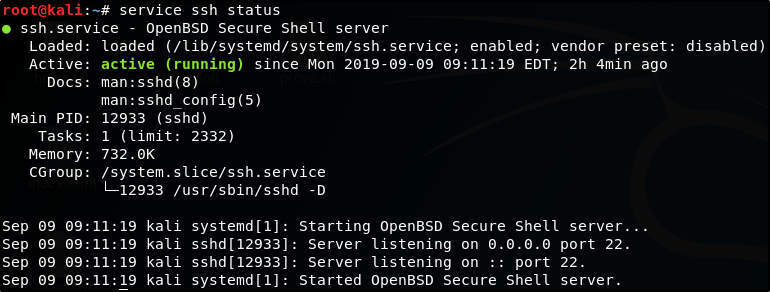 root@kali:~# service ssh status
● ssh.service - OpenBSD Secure Shell server
   Loaded: loaded (/lib/systemd/system/ssh.service; enabled; vendor preset: disabled)
   Active: active (running) since Mon 2019-09-09 09:11:19 EDT; 2h 4min ago
     Docs: man:sshd(8)
           man:sshd_config(5)
 Main PID: 12933 (sshd)
    Tasks: 1 (limit: 2332)
   Memory: 732.0K
   CGroup: /system.slice/ssh.service
           └─12933 /usr/sbin/sshd -D

Sep 09 09:11:19 kali systemd[1]: Starting OpenBSD Secure Shell server...
Sep 09 09:11:19 kali sshd[12933]: Server listening on 0.0.0.0 port 22.
Sep 09 09:11:19 kali sshd[12933]: Server listening on :: port 22.
Sep 09 09:11:19 kali systemd[1]: Started OpenBSD Secure Shell server.